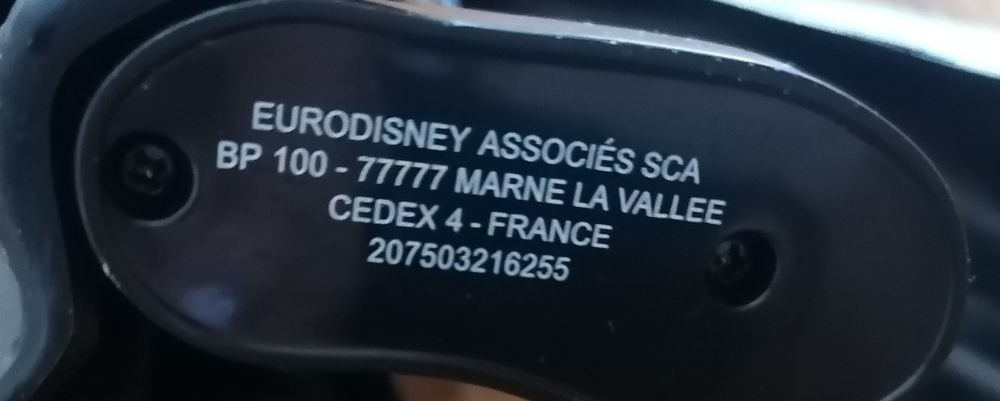 EURODISNEY ASSOCIÉS SCA
BP 100 - 77777 MARNE LA VALLEE
CEDEX 4 - FRANCE
207503216255